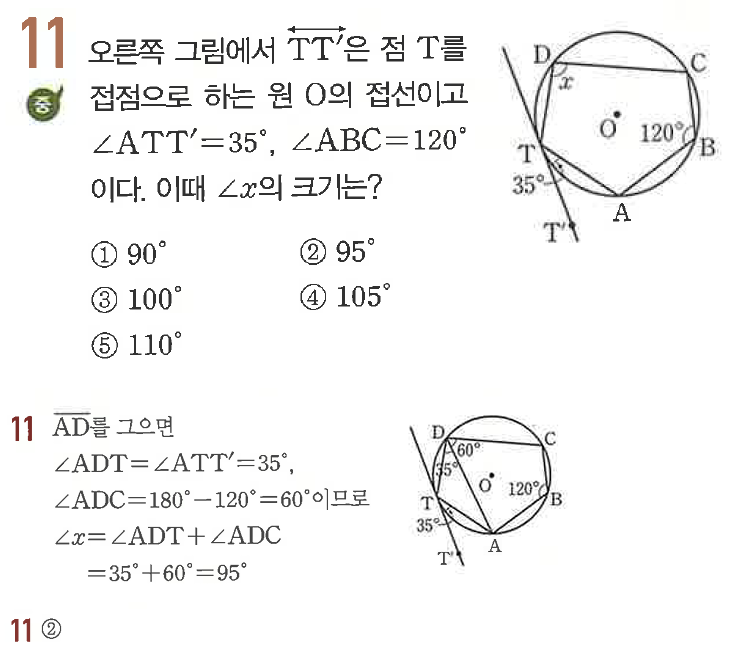 11 오른쪽 그림에서 TT′은 점 T를
중 접점으로 하는 원 O의 접선이고
∠ATT′=35°, ∠ABC=120°
이다. 이때 ∠x의 크기는?
① 90° ② 95°
③ 100° ④ 105°
⑤ 110°
D
C
x
O
120°
B
T
35°
A
T′
11 AD를 그으면
∠ADT=∠ATT′=35°,
∠ADC=180°-120°=60°이므로
∠x=∠ADT+∠ADC
=35°+60°=95°
D
C
60°
35°
O
120°
B
T
35°
A
T′
11 ②